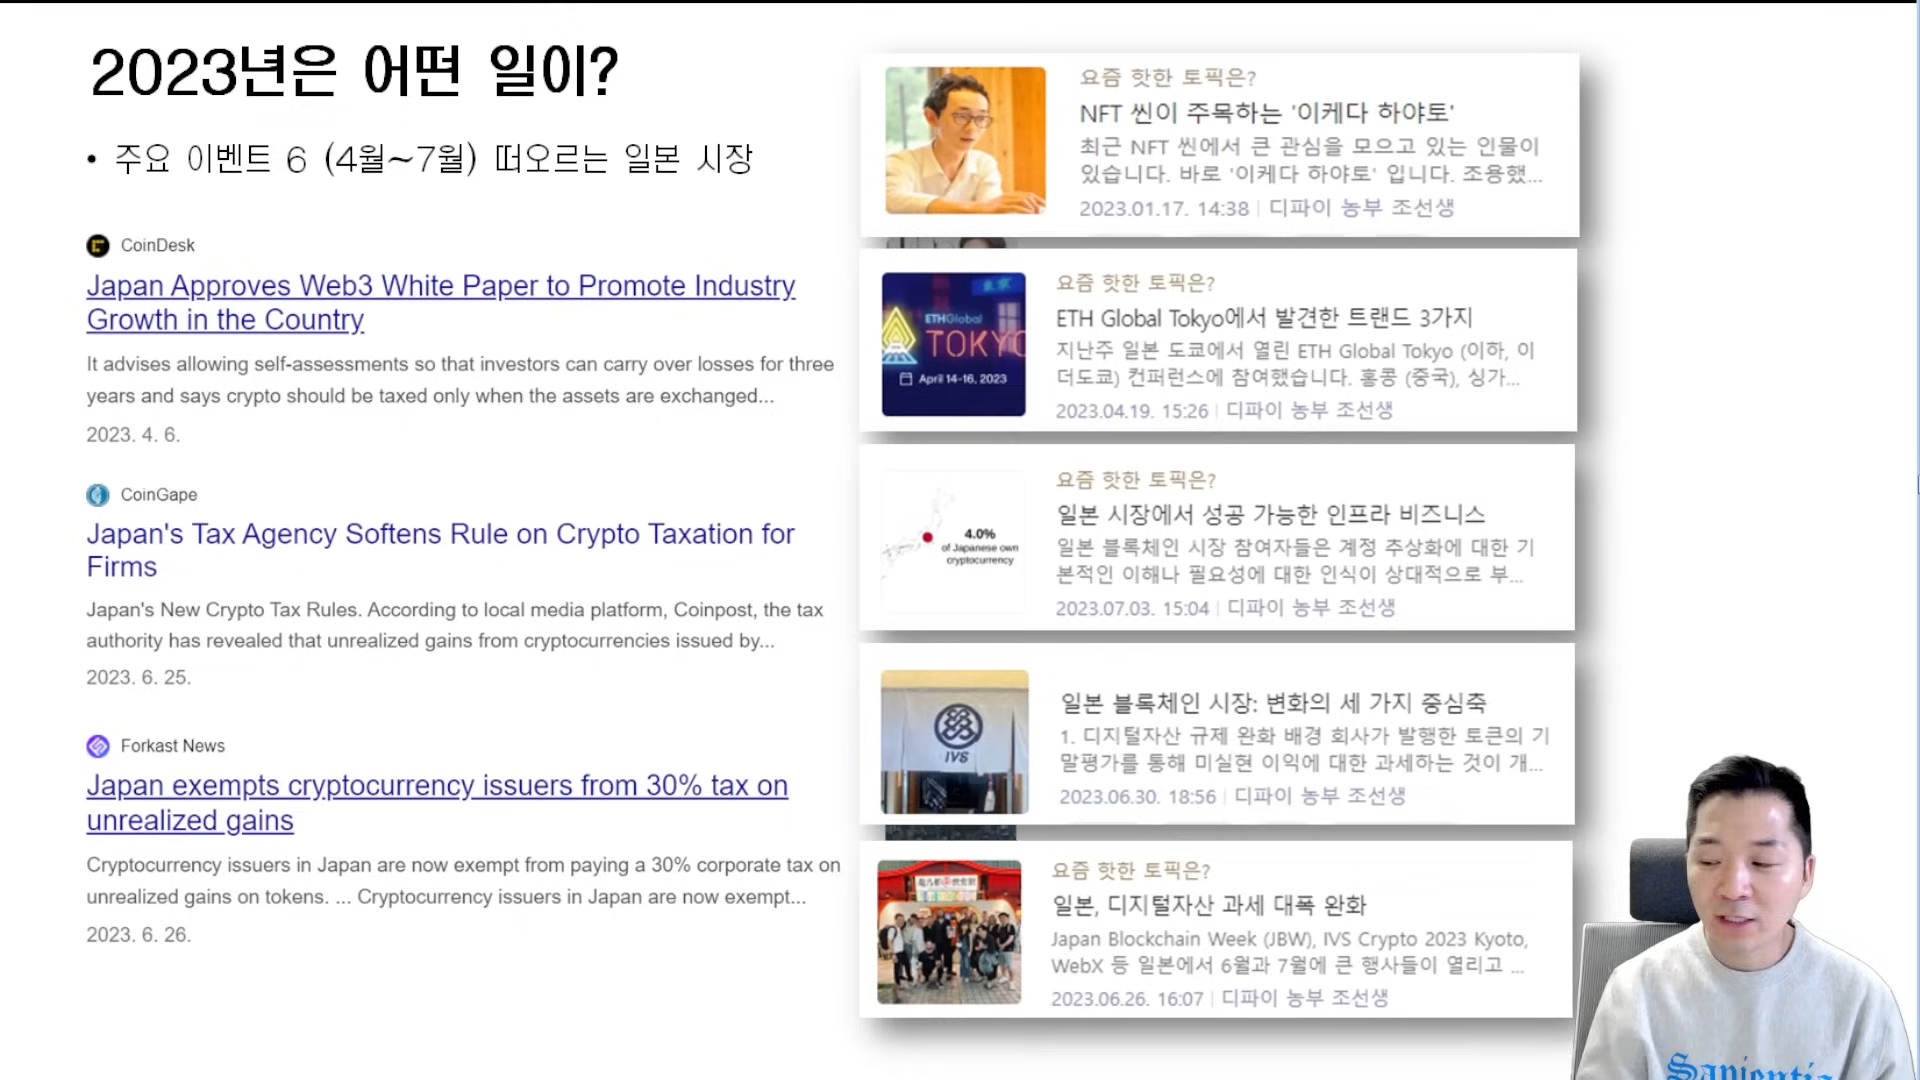 2023년은 어떤 일이?
• 주요 이벤트 6 (4월~7월) 떠오르는 일본 시장
CoinDesk
Japan Approves Web3 White Paper to Promote Industry
Growth in the Country
It advises allowing self-assessments so that investors can carry over losses for three
years and says crypto should be taxed only when the assets are exchanged...
2023. 4. 6.
CoinGape
Japan's Tax Agency Softens Rule on Crypto Taxation for
Firms
Japan's New Crypto Tax Rules. According to local media platform, Coinpost, the tax
authority has revealed that unrealized gains from cryptocurrencies issued by...
2023. 6. 25.
Forkast News
Japan exempts cryptocurrency issuers from 30% tax on
unrealized gains
Cryptocurrency issuers in Japan are now exempt from paying a 30% corporate tax on
unrealized gains on tokens. ... Cryptocurrency issuers in Japan are now exempt...
2023. 6. 26.
요즘 핫한 토픽은?
NFT 씬이 주목하는 '이케다 하야토'
최근 NFT 씬에서 큰 관심을 모으고 있는 인물이
있습니다. 바로 '이케다 하야토' 입니다. 조용했...
2023.01.17. 14:38 | 디파이 농부 조선생
ETHGlobal
TOKYO
April 14-16, 2023
요즘 핫한 토픽은?
ETH Global Tokyo에서 발견한 트랜드 3가지
지난주 일본 도쿄에서 열린 ETH Global Tokyo (이하, 이
더도쿄) 컨퍼런스에 참여했습니다. 홍콩 (중국), 싱가...
2023.04.19. 15:26 | 디파이 농부 조선생
4.0%
of Japanese own
cryptocurrency
요즘 핫한 토픽은?
일본 시장에서 성공 가능한 인프라 비즈니스
일본 블록체인 시장 참여자들은 계정 추상화에 대한 기
본적인 이해나 필요성에 대한 인식이 상대적으로 부...
2023.07.03. 15:04 | 디파이 농부 조선생
IVS
일본 블록체인 시장: 변화의 세 가지 중심축
1. 디지털자산 규제 완화 배경 회사가 발행한 토큰의 기
말평가를 통해 미실현 이익에 대한 과세하는 것이 개...
2023.06.30. 18:56 | 디파이 농부 조선생
요즘 핫한 토픽은?
일본, 디지털자산 과세 대폭 완화
Japan Blockchain Week (JBW), IVS Crypto 2023 Kyoto,
WebX 등 일본에서 6월과 7월에 큰 행사들이 열리고 ...
2023.06.26. 16:07 | 디파이 농부 조선생